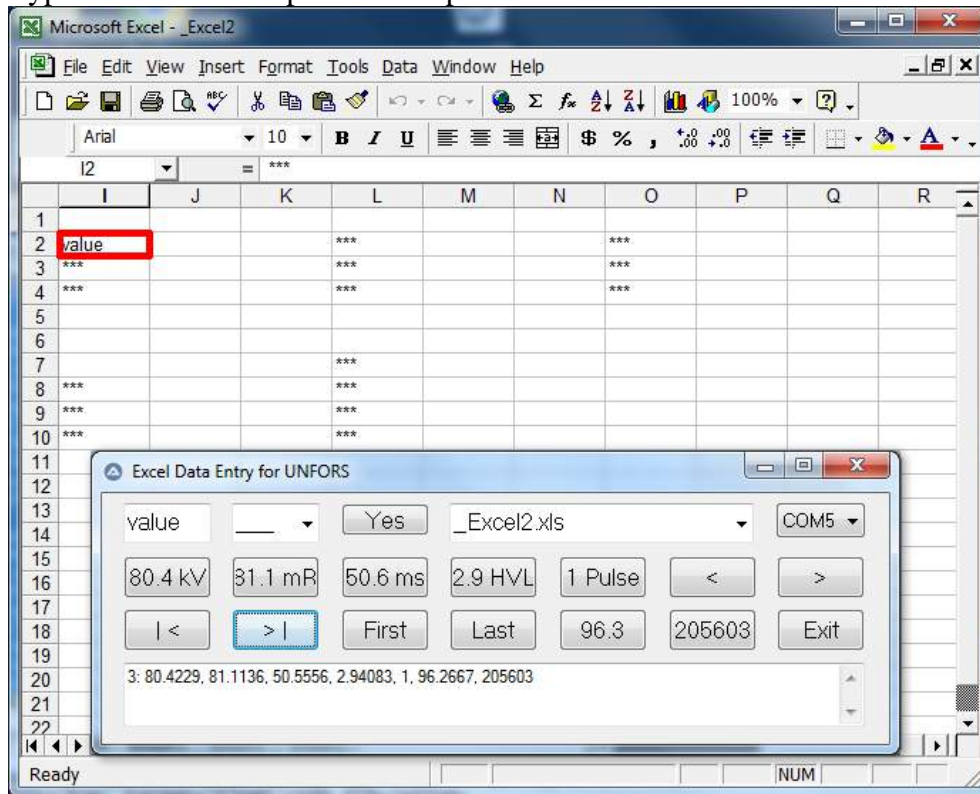 Microsoft Excel - _Excel2
File Edit View Insert Format Tools Data Window Help
100%
Arial 10 B I U $ % ,
I2 = ***
I J K L M N O P Q R
1
2 value *** ***
3 *** *** ***
4 *** *** ***
5
6
7 ***
8 *** ***
9 *** ***
10 *** ***
11
12
13
14
15
16
17
18
19
20
21
22
Excel Data Entry for UNFORS
value ___ Yes _Excel2.xls COM5
80.4 kV 81.1 mR 50.6 ms 2.9 HVL 1 Pulse < >
|< >| First Last 96.3 205603 Exit
3: 80.4229, 81.1136, 50.5556, 2.94083, 1, 96.2667, 205603
Ready NUM